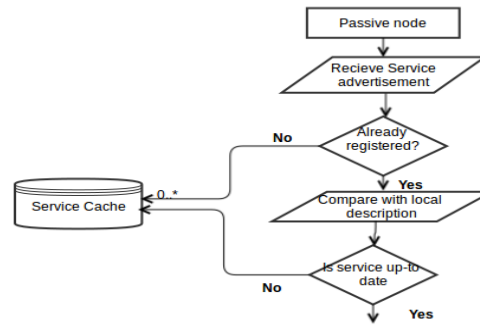 Passive node
Recieve Service
advertisement
Already
registered?
No
Yes
0..*
Service Cache
Compare with local
description
Is service up-to
date
No
Yes